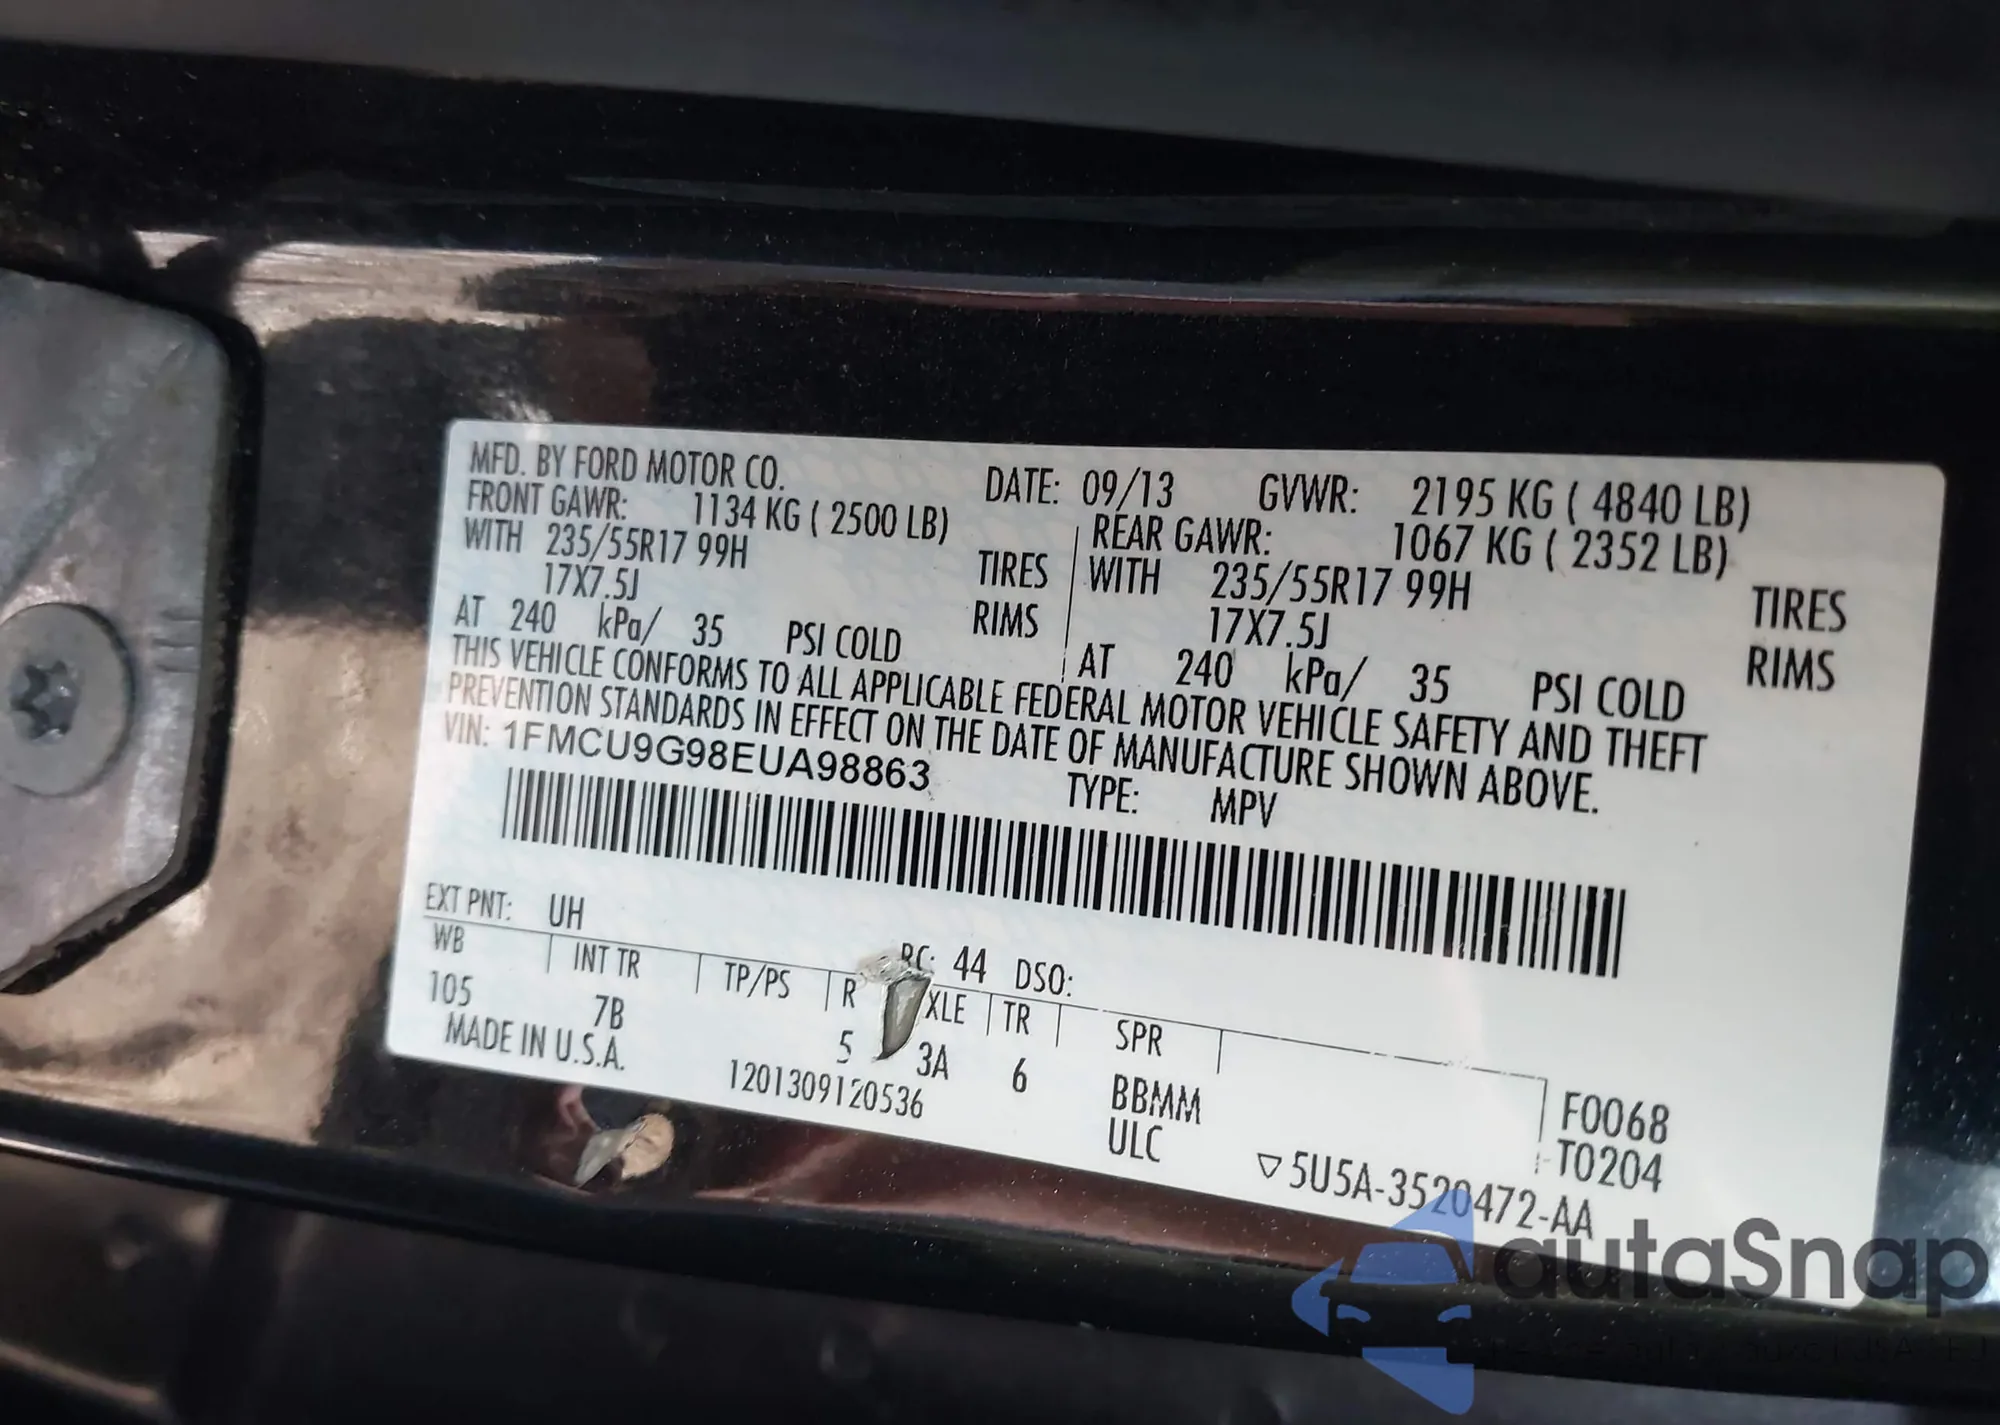 MFD. BY FORD MOTOR CO. DATE: 09/13 GVWR: 2195 KG ( 4840 LB)
FRONT GAWR: 1134 KG ( 2500 LB) REAR GAWR: 1067 KG ( 2352 LB)
WITH 235/55R17 99H TIRES WITH 235/55R17 99H TIRES
17X7.5J RIMS 17X7.5J RIMS
AT 240 kPa/ 35 PSI COLD AT 240 kPa/ 35 PSI COLD
THIS VEHICLE CONFORMS TO ALL APPLICABLE FEDERAL MOTOR VEHICLE SAFETY AND THEFT
PREVENTION STANDARDS IN EFFECT ON THE DATE OF MANUFACTURE SHOWN ABOVE.
VIN: 1FMCU9G98EUA98863 TYPE: MPV
EXT PNT: UH RC: 44 DSO:
WB INT TR TP/PS R XLE TR SPR
105 7B 5 3A 6 BBMM F0068
MADE IN U.S.A. 1201309120536 ULC T0204
▽5U5A-3520472-AA
autaSnap